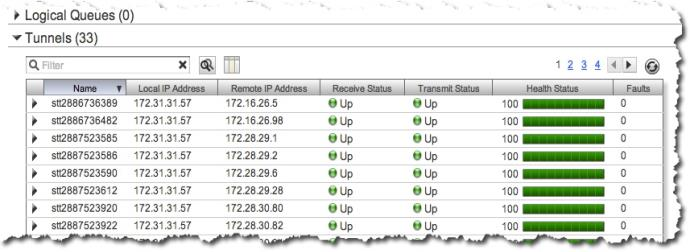 Logical Queues (0)
Tunnels (33)
Filter 1 2 3 4
Name Local IP Address Remote IP Address Receive Status Transmit Status Health Status Faults
stt2886736389 172.31.31.57 172.16.26.5 Up Up 100 0
stt2886736482 172.31.31.57 172.16.26.98 Up Up 100 0
stt2887523585 172.31.31.57 172.28.29.1 Up Up 100 0
stt2887523586 172.31.31.57 172.28.29.2 Up Up 100 0
stt2887523590 172.31.31.57 172.28.29.6 Up Up 100 0
stt2887523612 172.31.31.57 172.28.29.28 Up Up 100 0
stt2887523920 172.31.31.57 172.28.30.80 Up Up 100 0
stt2887523922 172.31.31.57 172.28.30.82 Up Up 100 0